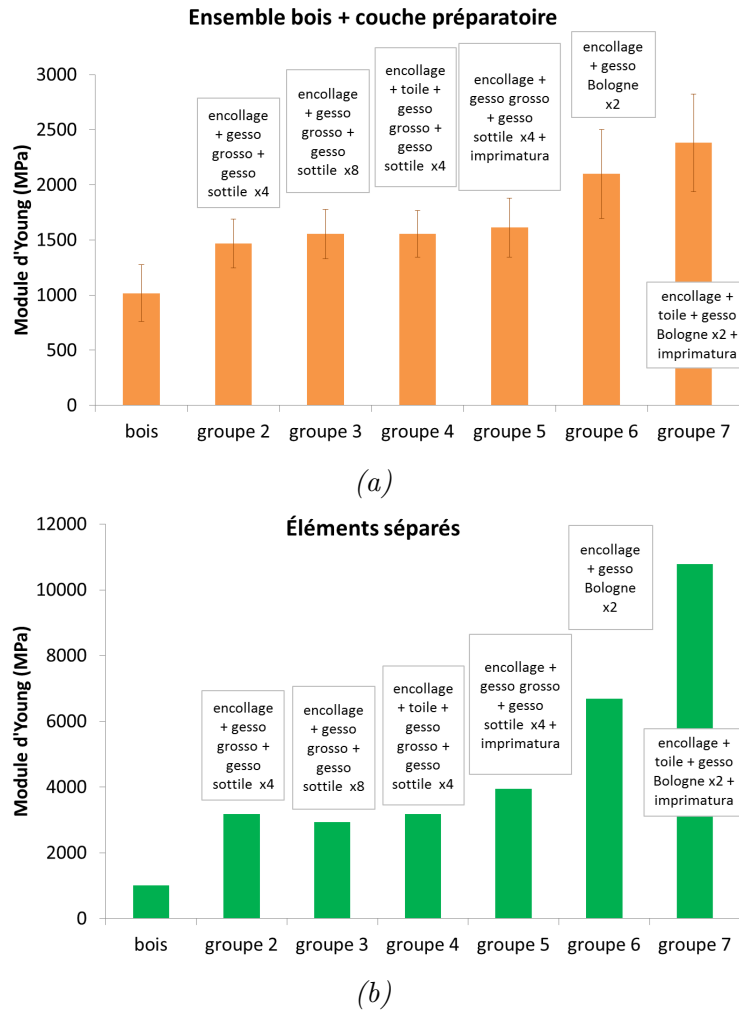 Ensemble bois + couche préparatoire
Module d'Young (MPa)
3000
2500
2000
1500
1000
500
0
encollage
+ gesso
grosso +
gesso
sottile x4
encollage
+ gesso
grosso +
gesso
sottile x8
encollage
+ toile +
gesso
grosso +
gesso
sottile x4
encollage +
gesso grosso
+ gesso
sottile x4 +
imprimatura
encollage
+ gesso
Bologne
x2
encollage +
toile + gesso
Bologne x2 +
imprimatura
bois
groupe 2
groupe 3
groupe 4
groupe 5
groupe 6
groupe 7
(a)
Éléments séparés
Module d'Young (MPa)
12000
10000
8000
6000
4000
2000
0
encollage
+ gesso
grosso +
gesso
sottile x4
encollage
+ gesso
grosso +
gesso
sottile x8
encollage
+ toile +
gesso
grosso +
gesso
sottile x4
encollage +
gesso grosso
+ gesso
sottile x4 +
imprimatura
encollage
+ gesso
Bologne
x2
encollage +
toile + gesso
Bologne x2 +
imprimatura
bois
groupe 2
groupe 3
groupe 4
groupe 5
groupe 6
groupe 7
(b)